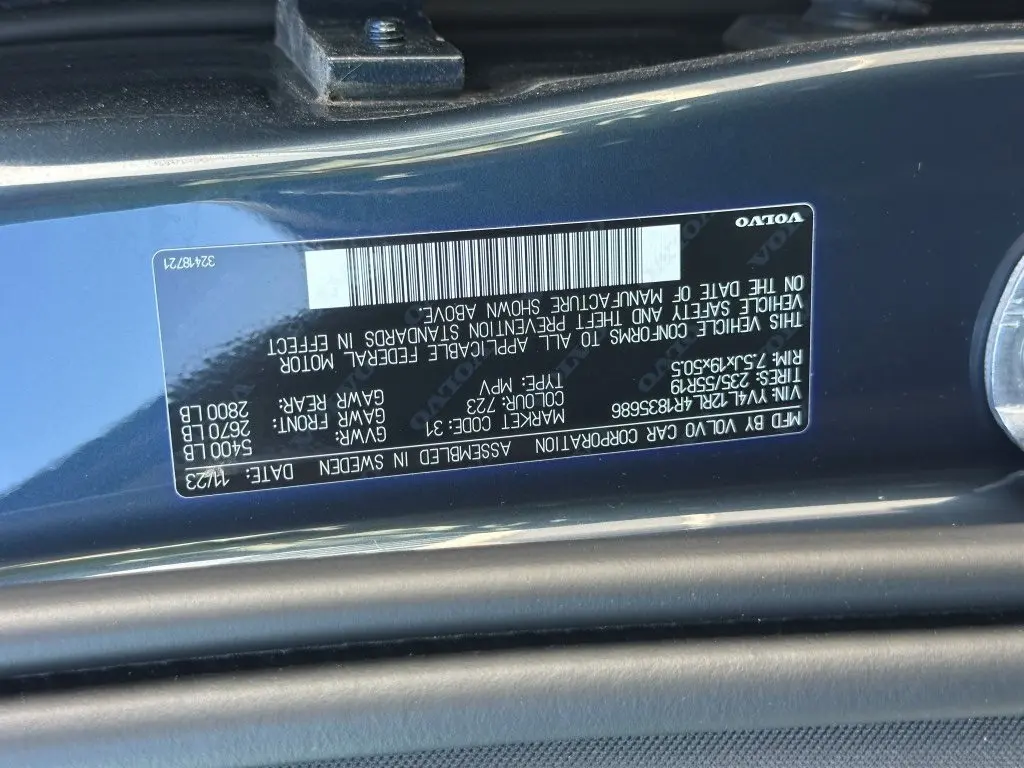 MFD BY VOLVO CAR CORPORATION ASSEMBLED IN SWEDEN DATE: 11/23
VIN: YV4L12RL4R1835686 MARKET CODE: 31 GVWR: 5400 LB
TIRES: 235/55R19 COLOUR: 723 GAWR FRONT: 2670 LB
RIM: 7.5Jx19x50.5 TYPE: MPV GAWR REAR: 2800 LB
THIS VEHICLE CONFORMS TO ALL APPLICABLE FEDERAL MOTOR
VEHICLE SAFETY AND THEFT PREVENTION STANDARDS IN EFFECT
ON THE DATE OF MANUFACTURE SHOWN ABOVE.
VOLVO
32418721